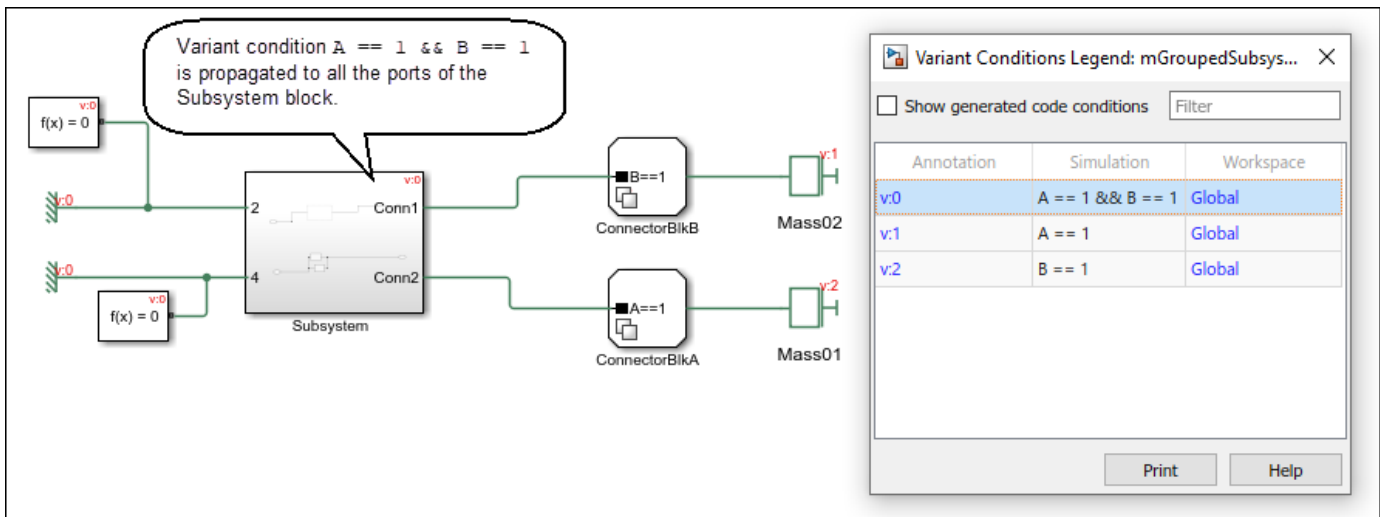 Variant condition A == 1 && B == 1
is propagated to all the ports of the
Subsystem block.
v:0
f(x) = 0
v:0
v:0
2
Conn1
4
Conn2
Subsystem
v:0
v:0
f(x) = 0
B==1
ConnectorBlkB
v:1
Mass02
A==1
ConnectorBlkA
v:2
Mass01
Variant Conditions Legend: mGroupedSubsys...
Show generated code conditions
Filter
Annotation Simulation Workspace
v:0 A == 1 && B == 1 Global
v:1 A == 1 Global
v:2 B == 1 Global
Print Help